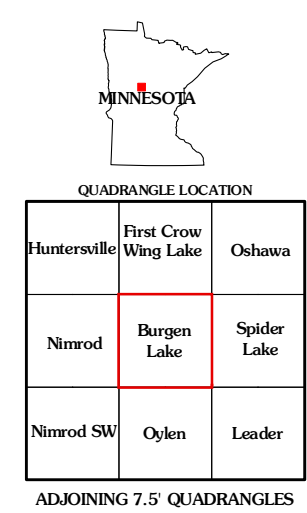 MINNESOTA
QUADRANGLE LOCATION
Huntersville
First Crow
Wing Lake
Oshawa
Nimrod
Burgen
Lake
Spider
Lake
Nimrod SW
Oylen
Leader
ADJOINING 7.5' QUADRANGLES